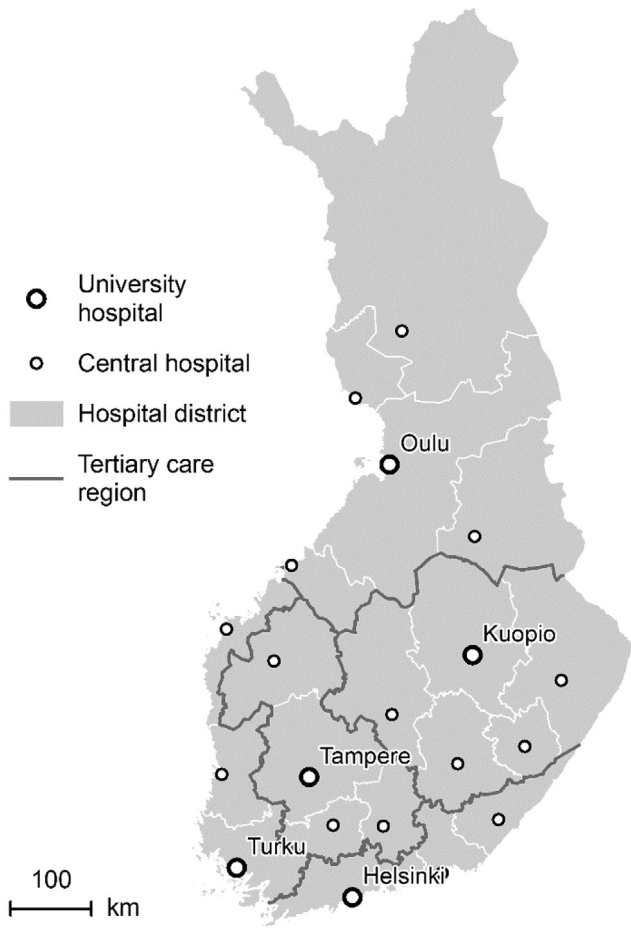 University
hospital
Central hospital
Hospital district
Tertiary care
region
Oulu
Kuopio
Tampere
Turku
Helsinki
100
km